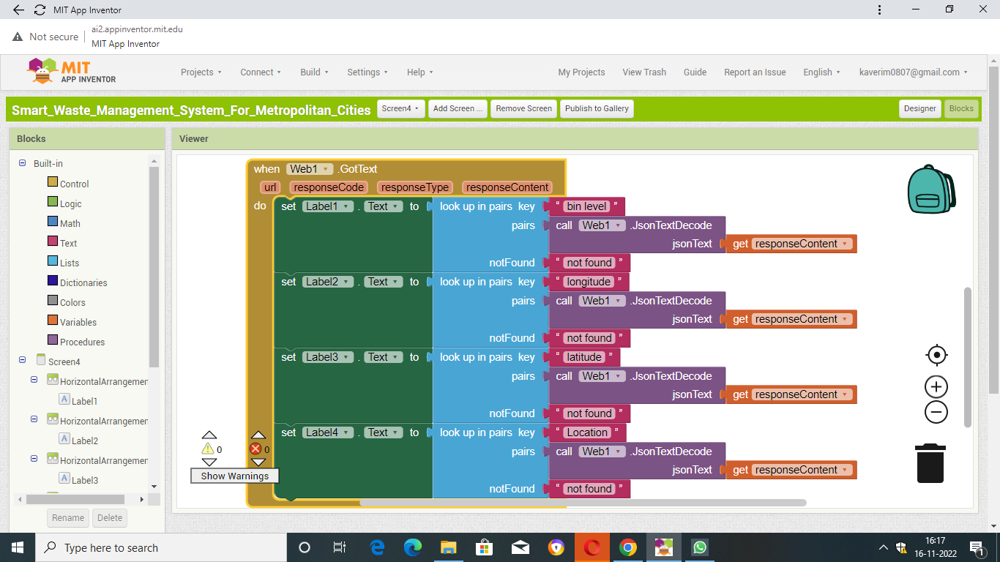 MIT App Inventor
Not secure
ai2.appinventor.mit.edu
MIT App Inventor
MIT
APP INVENTOR
Projects Connect Build Settings Help My Projects View Trash Guide Report an Issue English kaverim0807@gmail.com
Smart_Waste_Management_System_For_Metropolitan_Cities Screen4 Add Screen ... Remove Screen Publish to Gallery Designer Blocks
Blocks
Built-in
Control
Logic
Math
Text
Lists
Dictionaries
Colors
Variables
Procedures
Screen4
HorizontalArrangemen
Label1
HorizontalArrangemen
Label2
HorizontalArrangemen
Label3
Rename Delete
Viewer
when Web1 .GotText
url responseCode responseType responseContent
do set Label1 . Text to look up in pairs key “ bin level ”
pairs call Web1 .JsonTextDecode
jsonText get responseContent
notFound “ not found ”
set Label2 . Text to look up in pairs key “ longitude ”
pairs call Web1 .JsonTextDecode
jsonText get responseContent
notFound “ not found ”
set Label3 . Text to look up in pairs key “ latitude ”
pairs call Web1 .JsonTextDecode
jsonText get responseContent
notFound “ not found ”
set Label4 . Text to look up in pairs key “ Location ”
pairs call Web1 .JsonTextDecode
jsonText get responseContent
notFound “ not found ”
0 0
Show Warnings
Type here to search
16:17
16-11-2022
1